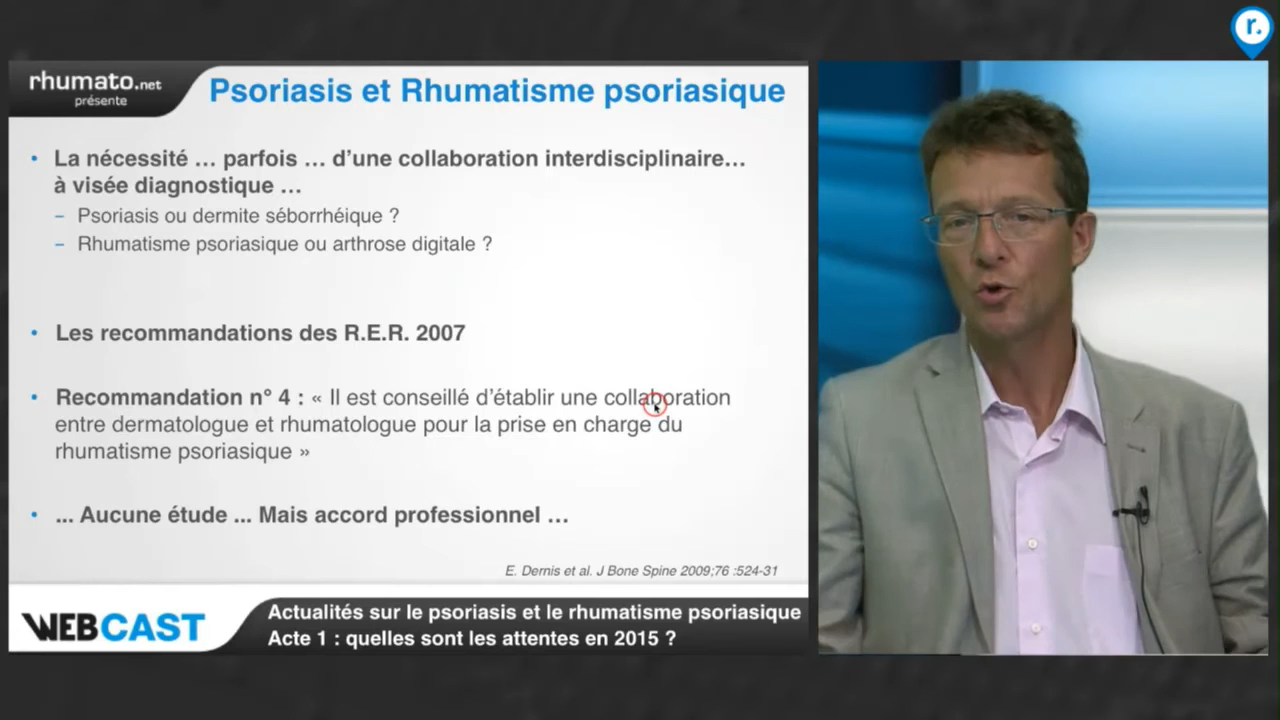 r.
rhumato.net
présente
Psoriasis et Rhumatisme psoriasique
• La nécessité … parfois … d’une collaboration interdisciplinaire…
à visée diagnostique …
– Psoriasis ou dermite séborrhéique ?
– Rhumatisme psoriasique ou arthrose digitale ?
• Les recommandations des R.E.R. 2007
• Recommandation n° 4 : « Il est conseillé d’établir une collaboration
entre dermatologue et rhumatologue pour la prise en charge du
rhumatisme psoriasique »
• ... Aucune étude ... Mais accord professionnel …
E. Dernis et al. J Bone Spine 2009;76 :524-31
WEBCAST
Actualités sur le psoriasis et le rhumatisme psoriasique
Acte 1 : quelles sont les attentes en 2015 ?